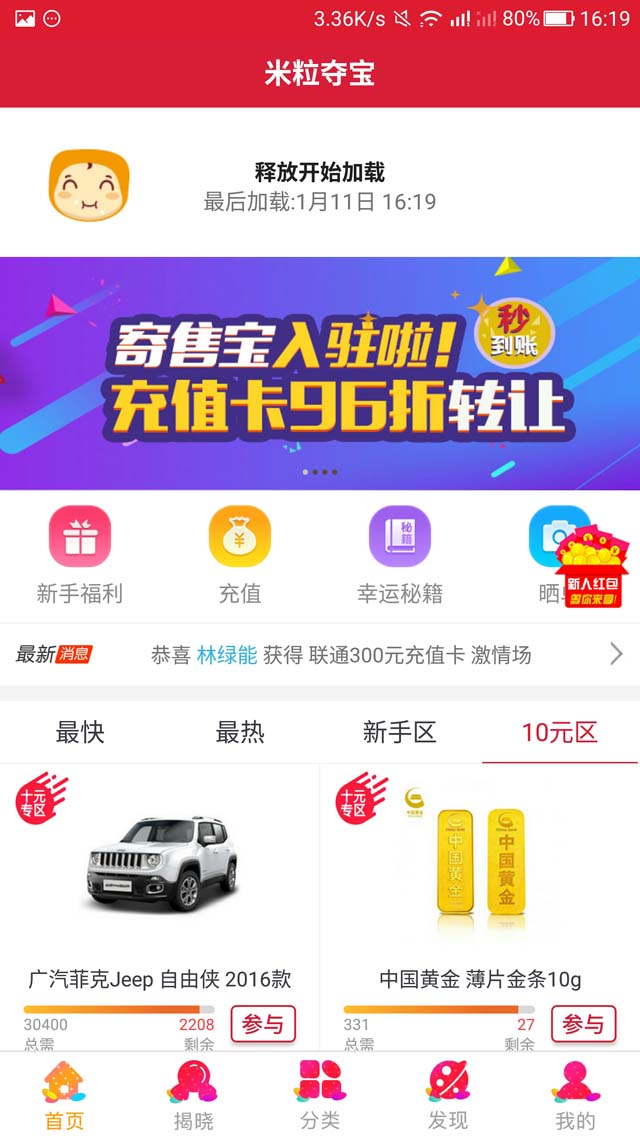 3.36K/s 80% 16:19
米粒夺宝
释放开始加载
最后加载:1月11日 16:19
寄售宝入驻啦!
秒
到账
充值卡96折转让
新手福利
充值
秘籍
幸运秘籍
晒
新人红包
等你来拿!
最新消息
恭喜 林绿能 获得 联通300元充值卡 激情场
最快
最热
新手区
10元区
十元
专区
十元
专区
中国黄金
中国黄金
中国黄金
广汽菲克Jeep 自由侠 2016款
中国黄金 薄片金条10g
30400
2208
参与
总需
剩余
331
27
参与
总需
剩余
首页
揭晓
分类
发现
我的